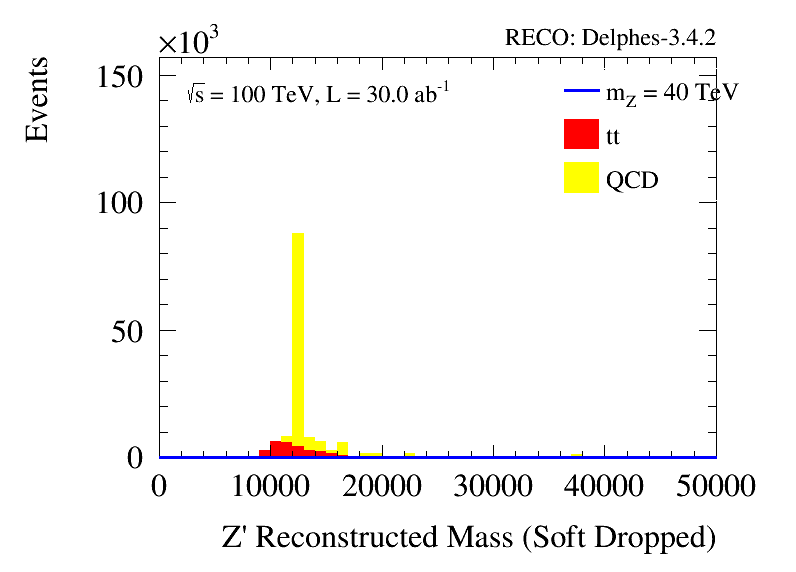 ×10³
RECO: Delphes-3.4.2
Events
150
100
50
0
√s = 100 TeV, L = 30.0 ab⁻¹
m_Z = 40 TeV
tt
QCD
0 10000 20000 30000 40000 50000
Z' Reconstructed Mass (Soft Dropped)